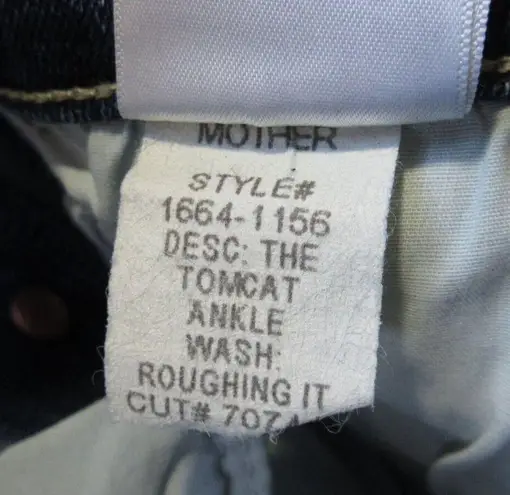 MOTHER
STYLE#
1664-1156
DESC: THE
TOMCAT
ANKLE
WASH:
ROUGHING IT
CUT# 707